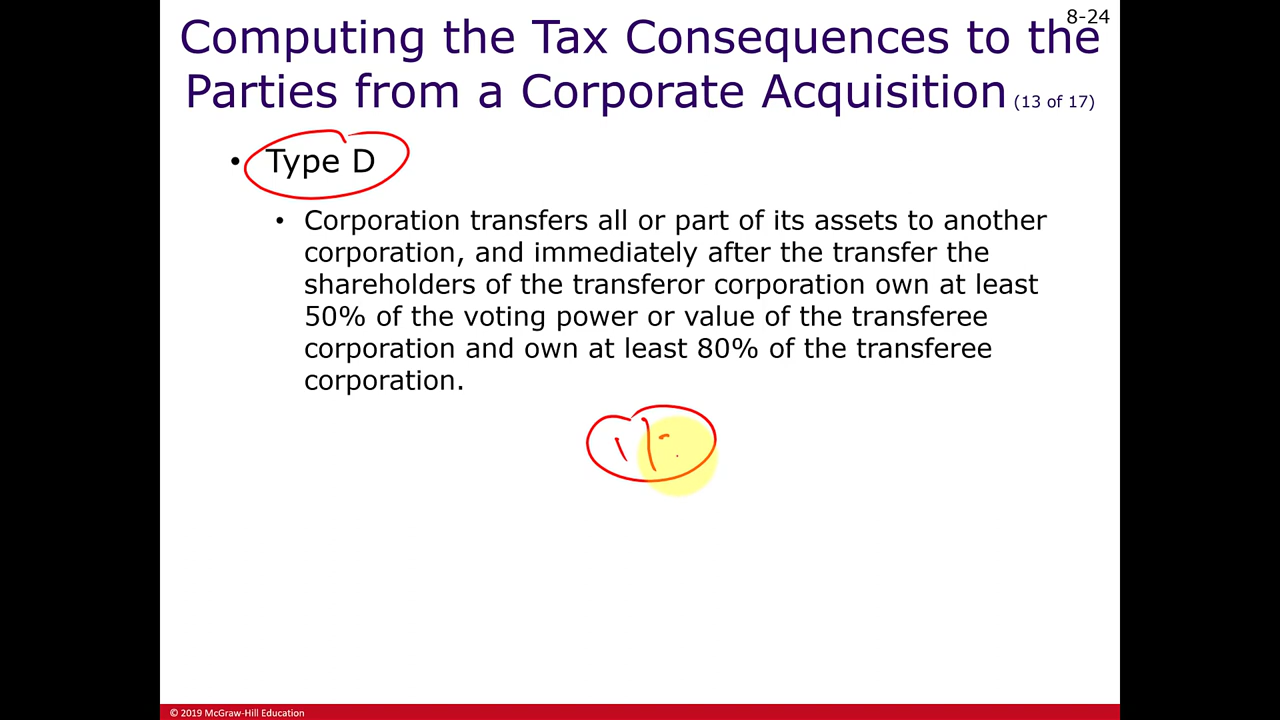 8-24
Computing the Tax Consequences to the
Parties from a Corporate Acquisition (13 of 17)
• Type D
• Corporation transfers all or part of its assets to another
corporation, and immediately after the transfer the
shareholders of the transferor corporation own at least
50% of the voting power or value of the transferee
corporation and own at least 80% of the transferee
corporation.
© 2019 McGraw-Hill Education